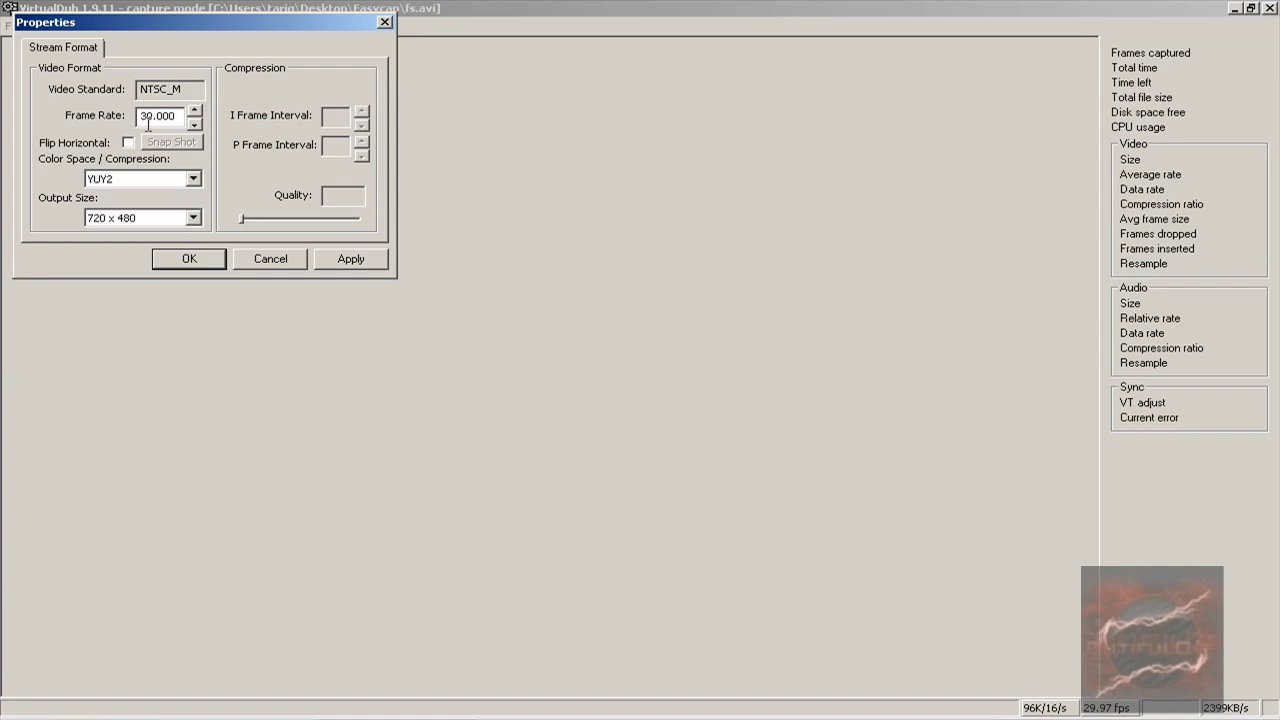 VirtualDub 1.9.11 - capture mode [C:\Users\tariq\Desktop\Easycap\fs.avi]
Properties
Stream Format
Video Format
Video Standard: NTSC_M
Frame Rate: 30.000
Flip Horizontal: Snap Shot
Color Space / Compression:
YUY2
Output Size:
720 x 480
Compression
I Frame Interval:
P Frame Interval:
Quality:
OK Cancel Apply
Frames captured
Total time
Time left
Total file size
Disk space free
CPU usage
Video
Size
Average rate
Data rate
Compression ratio
Avg frame size
Frames dropped
Frames inserted
Resample
Audio
Size
Relative rate
Data rate
Compression ratio
Resample
Sync
VT adjust
Current error
96K/16/s 29.97 fps 2399KB/s